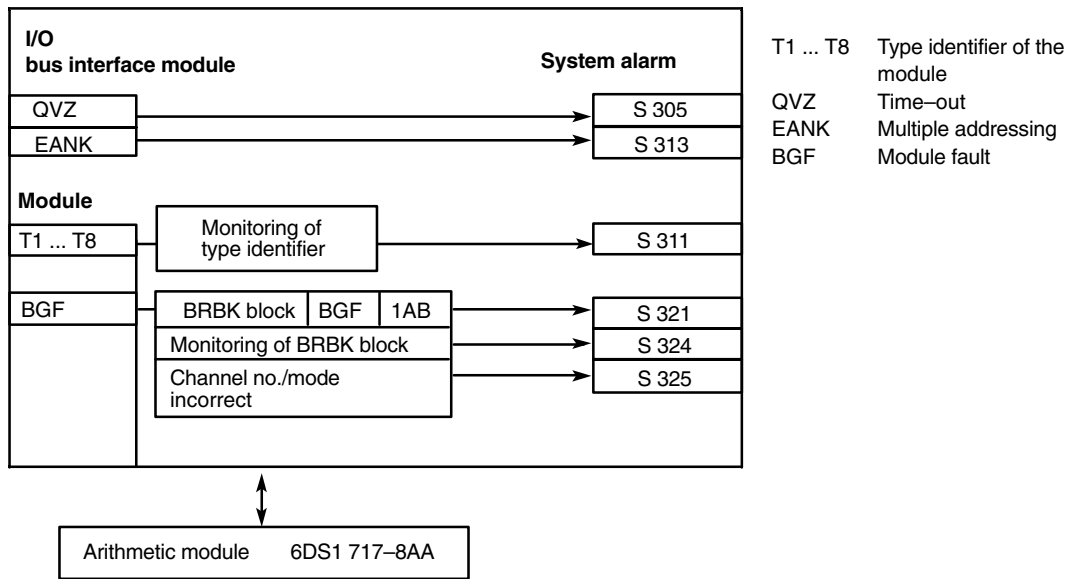 I/O
bus interface module
System alarm
QVZ
S 305
EANK
S 313
Module
T1 ... T8
Monitoring of
type identifier
S 311
BGF
BRBK block
BGF
1AB
S 321
Monitoring of BRBK block
S 324
Channel no./mode
incorrect
S 325
Arithmetic module 6DS1 717–8AA
T1 ... T8 Type identifier of the
module
QVZ Time–out
EANK Multiple addressing
BGF Module fault